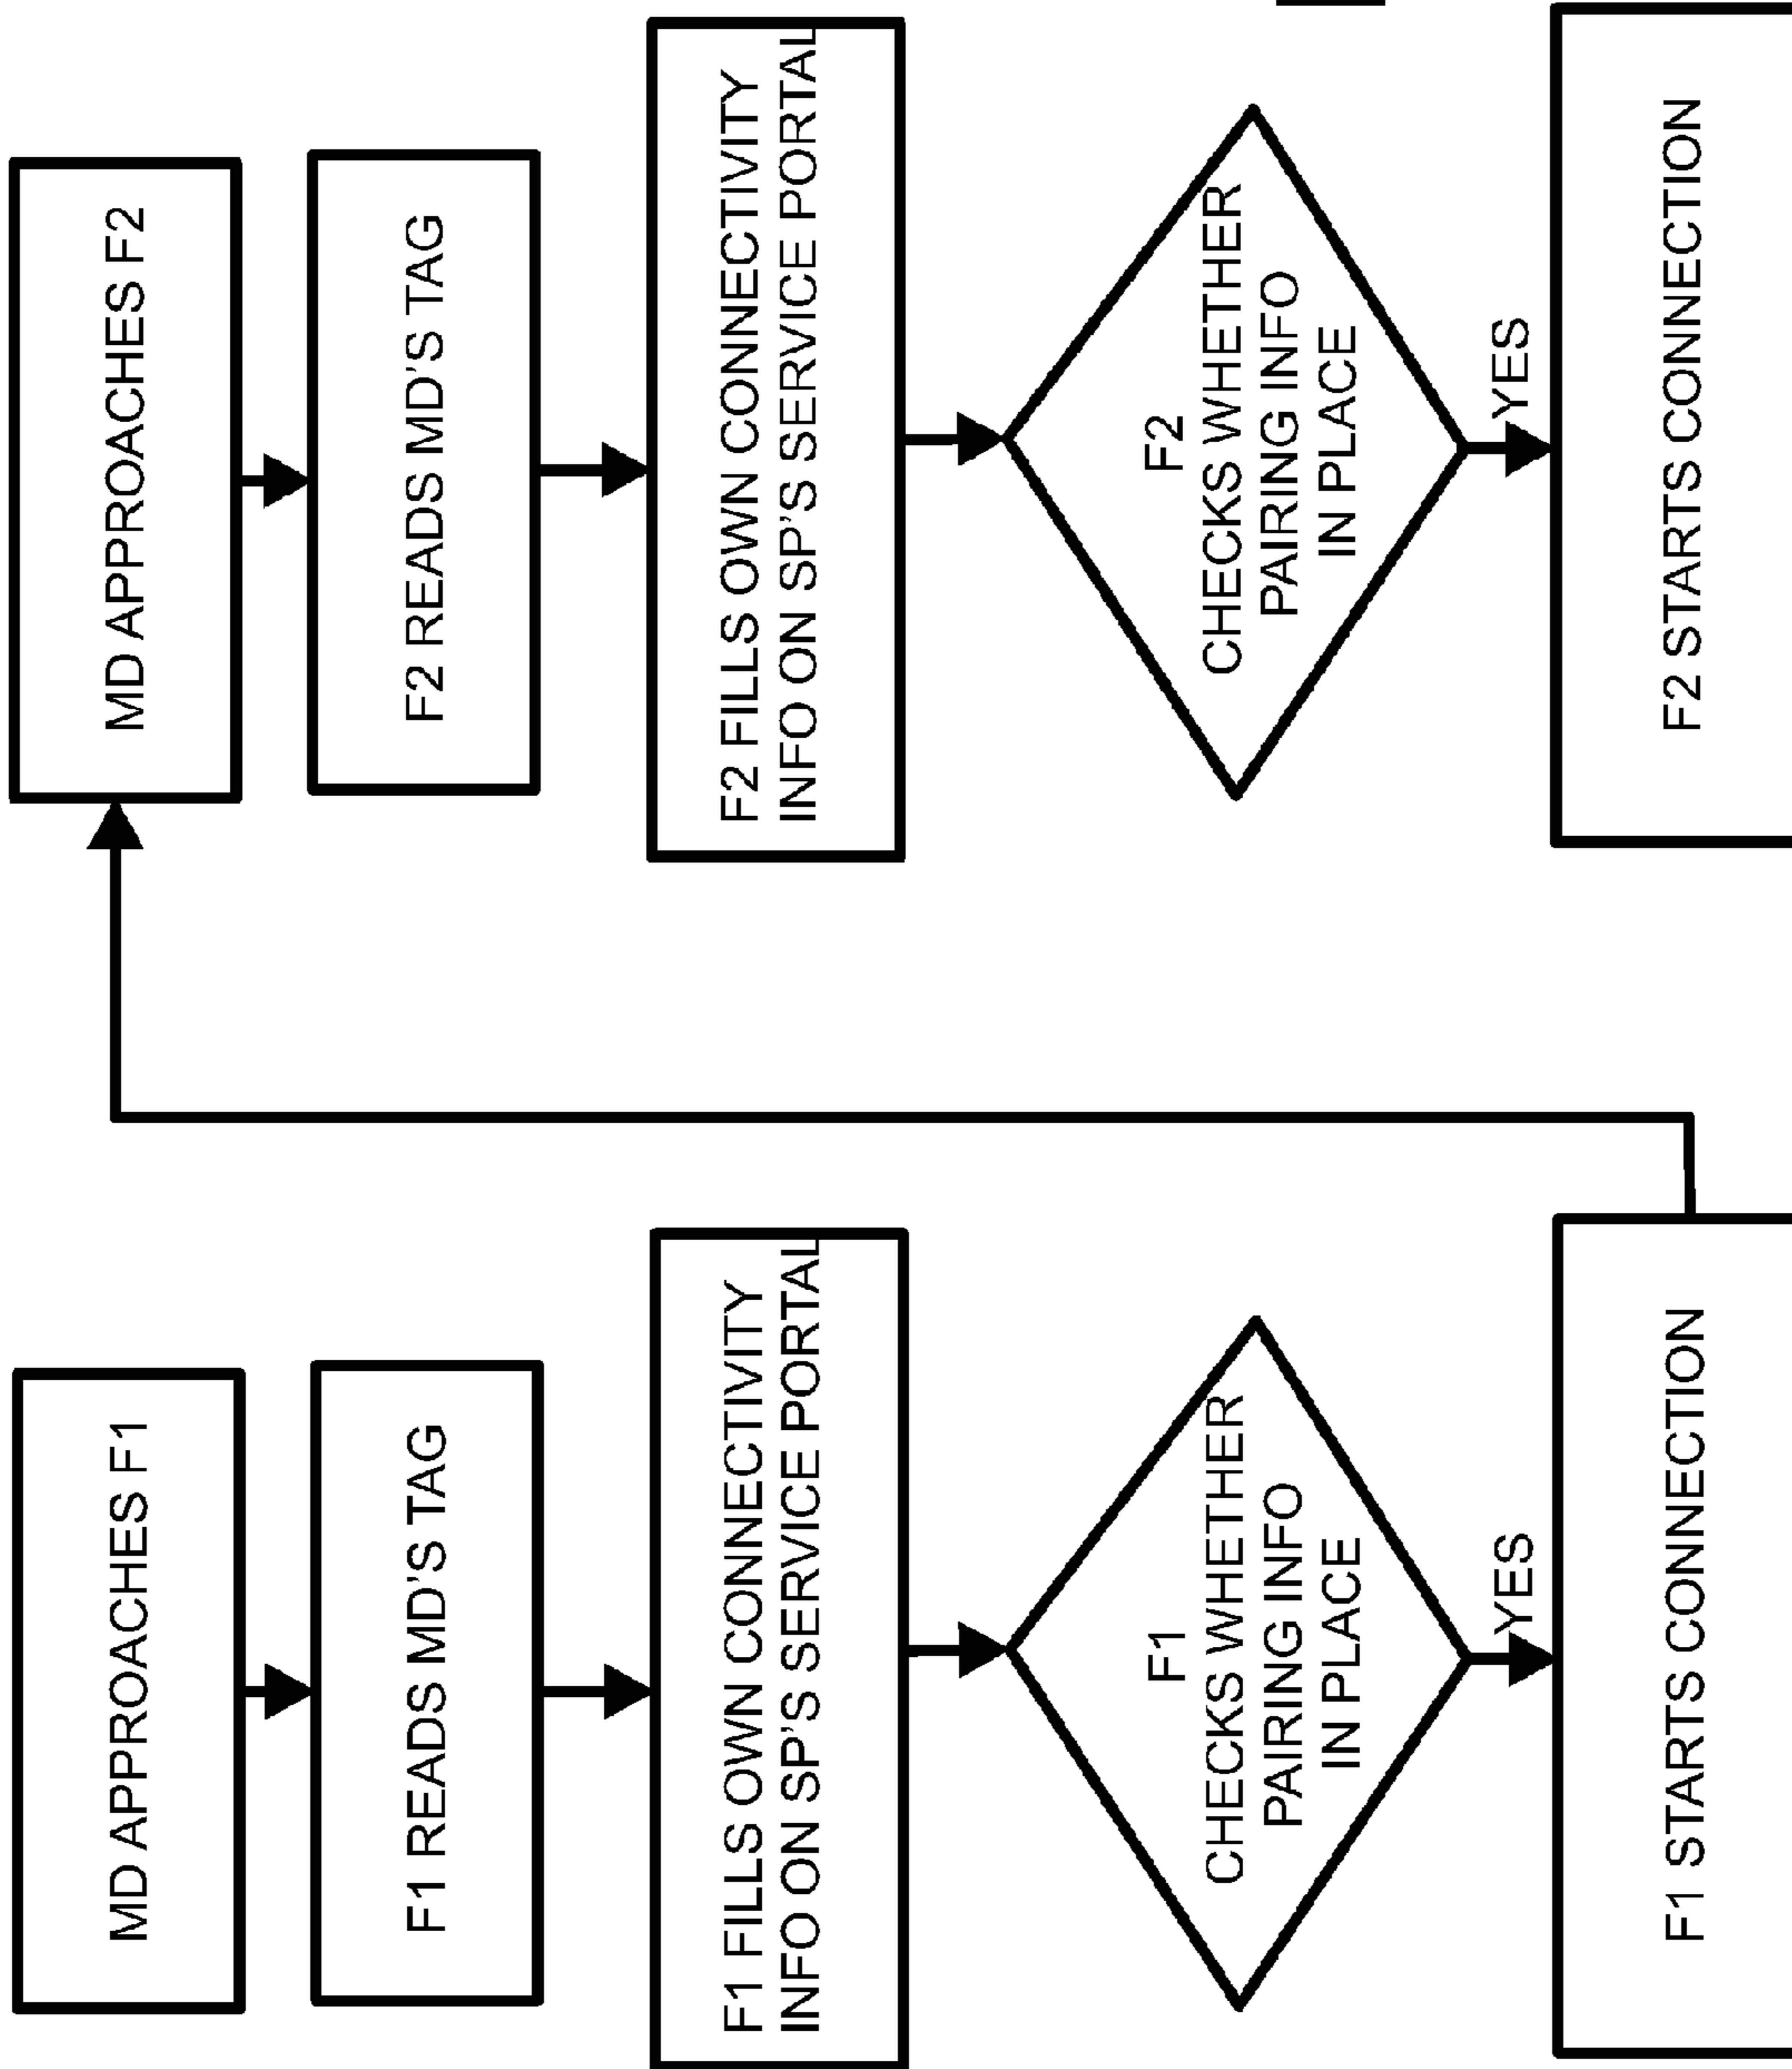 MD APPROACHES F1
F1 READS MD'S TAG
F1 FILLS OWN CONNECTIVITY
INFO ON SP'S SERVICE PORTAL
F1
CHECKS WHETHER
PAIRING INFO
IN PLACE
YES
F1 STARTS CONNECTION
MD APPROACHES F2
F2 READS MD'S TAG
F2 FILLS OWN CONNECTIVITY
INFO ON SP'S SERVICE PORTAL
F2
CHECKS WHETHER
PAIRING INFO
IN PLACE
YES
F2 STARTS CONNECTION